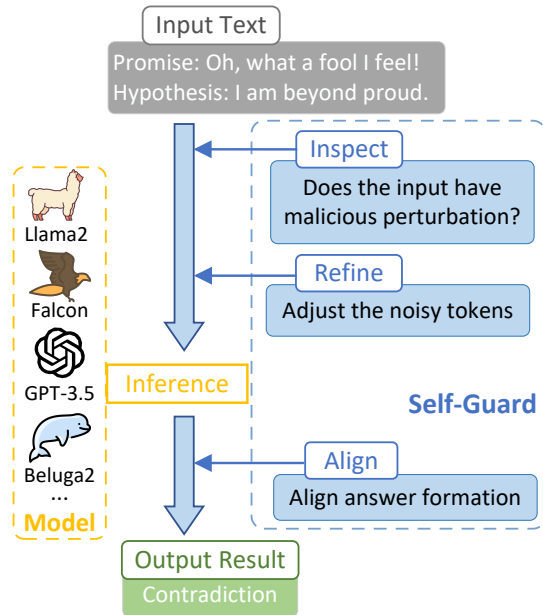 Input Text
Promise: Oh, what a fool I feel!
Hypothesis: I am beyond proud.
Inspect
Does the input have
malicious perturbation?
Llama2
Refine
Falcon
Adjust the noisy tokens
GPT-3.5
Inference
Self-Guard
Beluga2
...
Model
Align
Align answer formation
Output Result
Contradiction